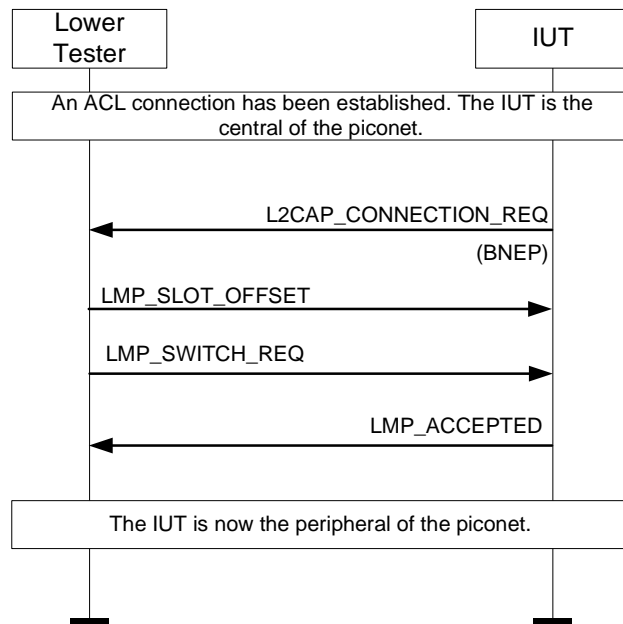 Lower
Tester
IUT
An ACL connection has been established. The IUT is the
central of the piconet.
L2CAP_CONNECTION_REQ
(BNEP)
LMP_SLOT_OFFSET
LMP_SWITCH_REQ
LMP_ACCEPTED
The IUT is now the peripheral of the piconet.